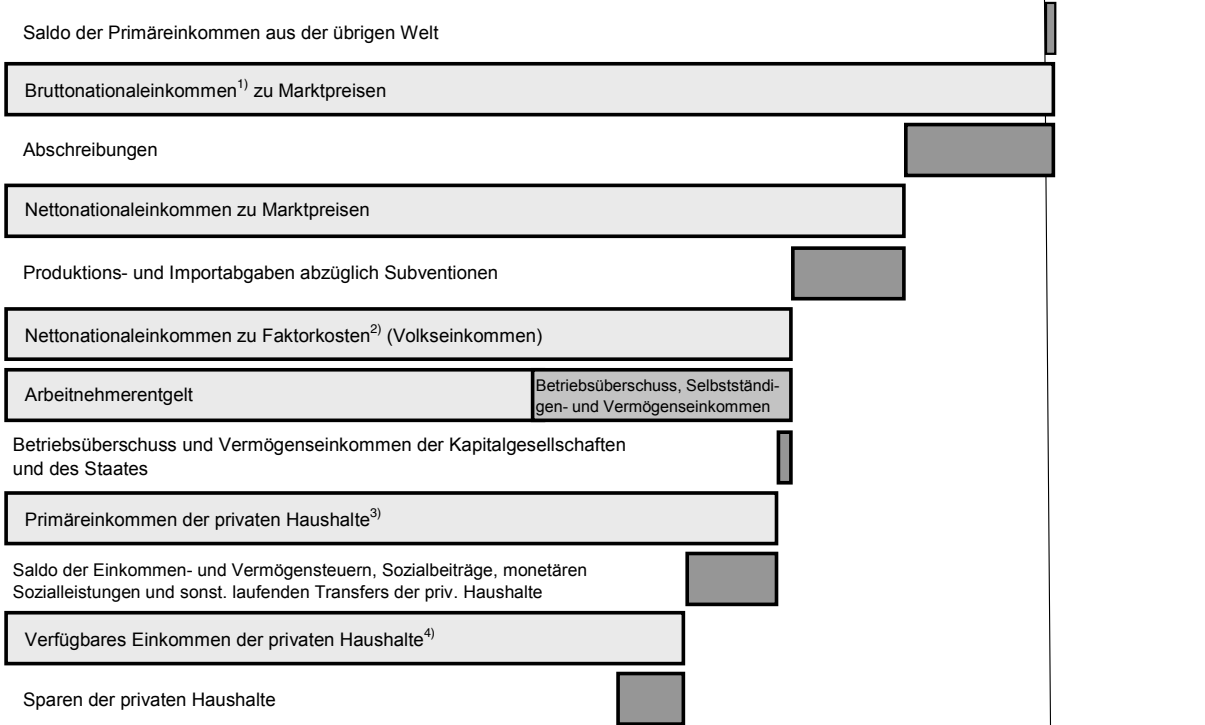 Saldo der Primäreinkommen aus der übrigen Welt
Bruttonationaleinkommen1) zu Marktpreisen
Abschreibungen
Nettonationaleinkommen zu Marktpreisen
Produktions- und Importabgaben abzüglich Subventionen
Nettonationaleinkommen zu Faktorkosten2) (Volkseinkommen)
Arbeitnehmerentgelt
Betriebsüberschuss, Selbstständi-
gen- und Vermögenseinkommen
Betriebsüberschuss und Vermögenseinkommen der Kapitalgesellschaften
und des Staates
Primäreinkommen der privaten Haushalte3)
Saldo der Einkommen- und Vermögensteuern, Sozialbeiträge, monetären
Sozialleistungen und sonst. laufenden Transfers der priv. Haushalte
Verfügbares Einkommen der privaten Haushalte4)
Sparen der privaten Haushalte